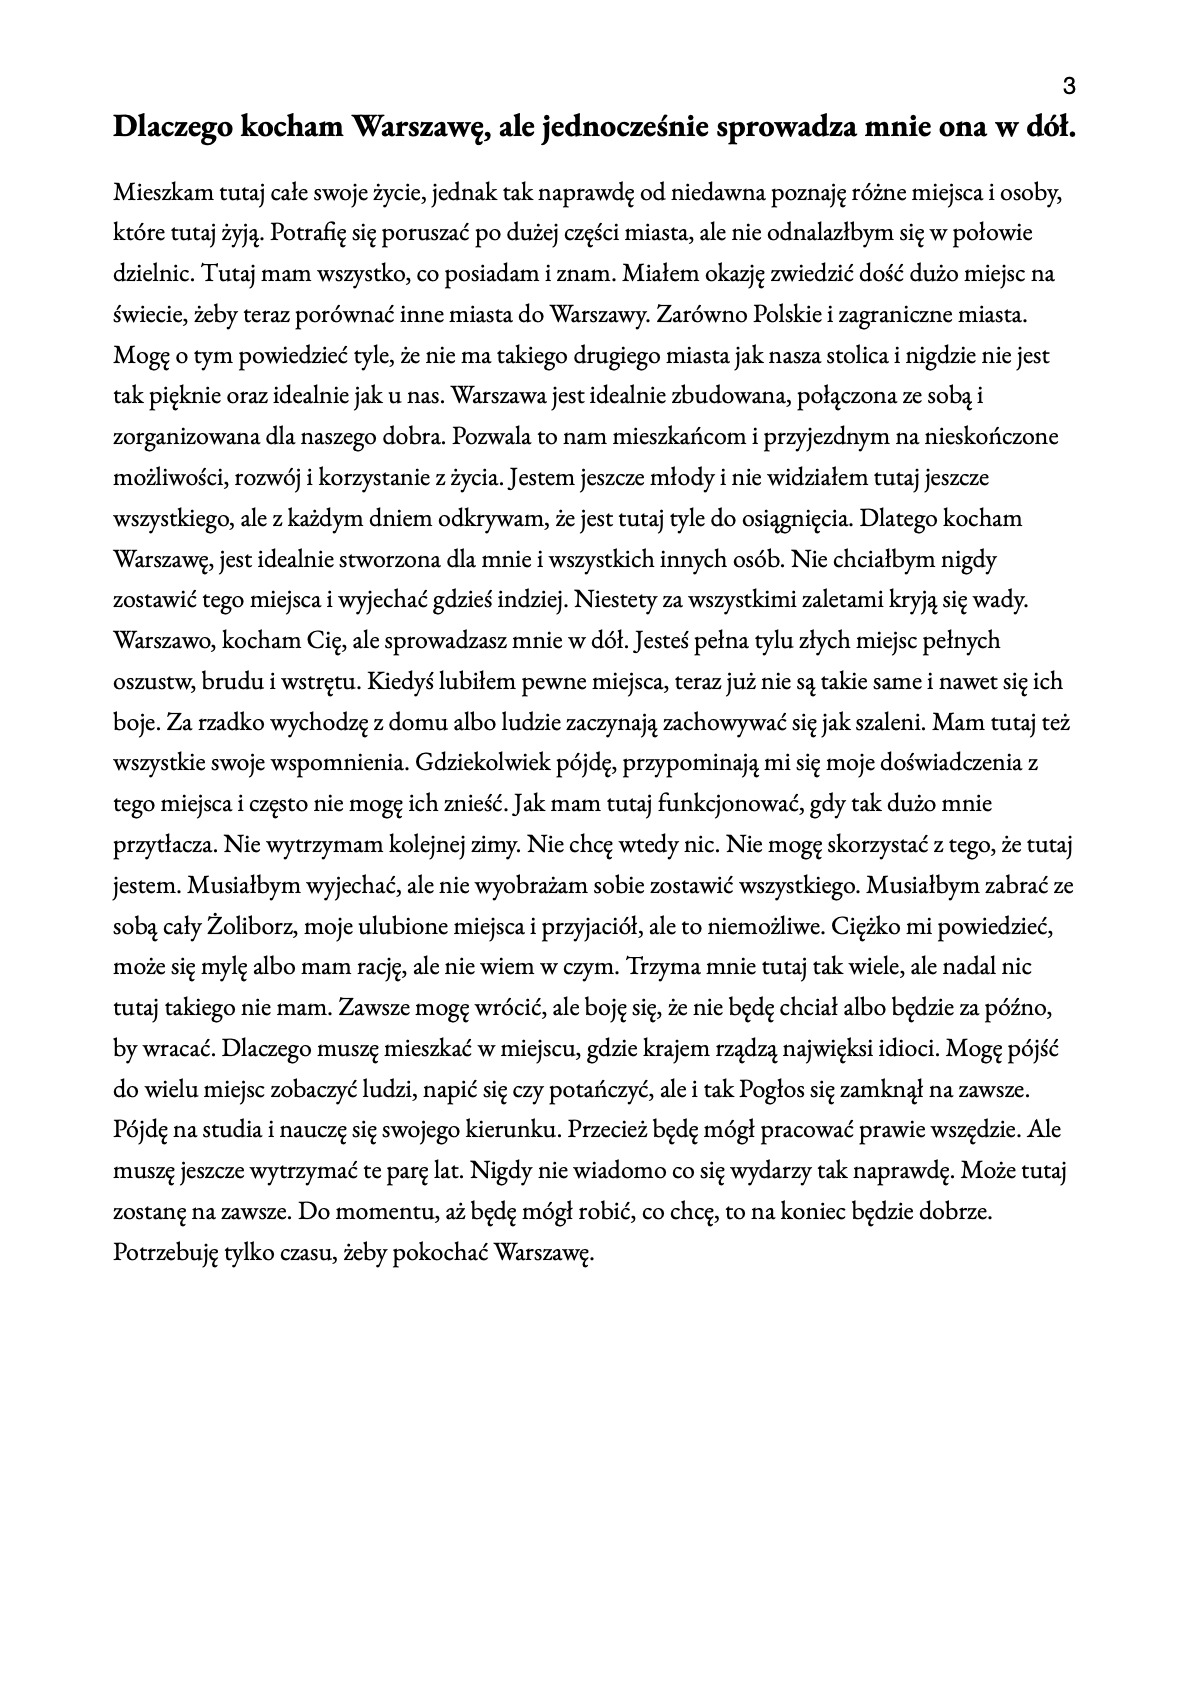 3
Dlaczego kocham Warszawę, ale jednocześnie sprowadza mnie ona w dół.
Mieszkam tutaj całe swoje życie, jednak tak naprawdę od niedawna poznaję różne miejsca i osoby,
które tutaj żyją. Potrafię się poruszać po dużej części miasta, ale nie odnalazłbym się w połowie
dzielnic. Tutaj mam wszystko, co posiadam i znam. Miałem okazję zwiedzić dość dużo miejsc na
świecie, żeby teraz porównać inne miasta do Warszawy. Zarówno Polskie i zagraniczne miasta.
Mogę o tym powiedzieć tyle, że nie ma takiego drugiego miasta jak nasza stolica i nigdzie nie jest
tak pięknie oraz idealnie jak u nas. Warszawa jest idealnie zbudowana, połączona ze sobą i
zorganizowana dla naszego dobra. Pozwala to nam mieszkańcom i przyjezdnym na nieskończone
możliwości, rozwój i korzystanie z życia. Jestem jeszcze młody i nie widziałem tutaj jeszcze
wszystkiego, ale z każdym dniem odkrywam, że jest tutaj tyle do osiągnięcia. Dlatego kocham
Warszawę, jest idealnie stworzona dla mnie i wszystkich innych osób. Nie chciałbym nigdy
zostawić tego miejsca i wyjechać gdzieś indziej. Niestety za wszystkimi zaletami kryją się wady.
Warszawo, kocham Cię, ale sprowadzasz mnie w dół. Jesteś pełna tylu złych miejsc pełnych
oszustw, brudu i wstrętu. Kiedyś lubiłem pewne miejsca, teraz już nie są takie same i nawet się ich
boje. Za rzadko wychodzę z domu albo ludzie zaczynają zachowywać się jak szaleni. Mam tutaj też
wszystkie swoje wspomnienia. Gdziekolwiek pójdę, przypominają mi się moje doświadczenia z
tego miejsca i często nie mogę ich znieść. Jak mam tutaj funkcjonować, gdy tak dużo mnie
przytłacza. Nie wytrzymam kolejnej zimy. Nie chcę wtedy nic. Nie mogę skorzystać z tego, że tutaj
jestem. Musiałbym wyjechać, ale nie wyobrażam sobie zostawić wszystkiego. Musiałbym zabrać ze
sobą cały Żoliborz, moje ulubione miejsca i przyjaciół, ale to niemożliwe. Ciężko mi powiedzieć,
może się mylę albo mam rację, ale nie wiem w czym. Trzyma mnie tutaj tak wiele, ale nadal nic
tutaj takiego nie mam. Zawsze mogę wrócić, ale boję się, że nie będę chciał albo będzie za późno,
by wracać. Dlaczego muszę mieszkać w miejscu, gdzie krajem rządzą najwięksi idioci. Mogę pójść
do wielu miejsc zobaczyć ludzi, napić się czy potańczyć, ale i tak Pogłos się zamknął na zawsze.
Pójdę na studia i nauczę się swojego kierunku. Przecież będę mógł pracować prawie wszędzie. Ale
muszę jeszcze wytrzymać te parę lat. Nigdy nie wiadomo co się wydarzy tak naprawdę. Może tutaj
zostanę na zawsze. Do momentu, aż będę mógł robić, co chcę, to na koniec będzie dobrze.
Potrzebuję tylko czasu, żeby pokochać Warszawę.